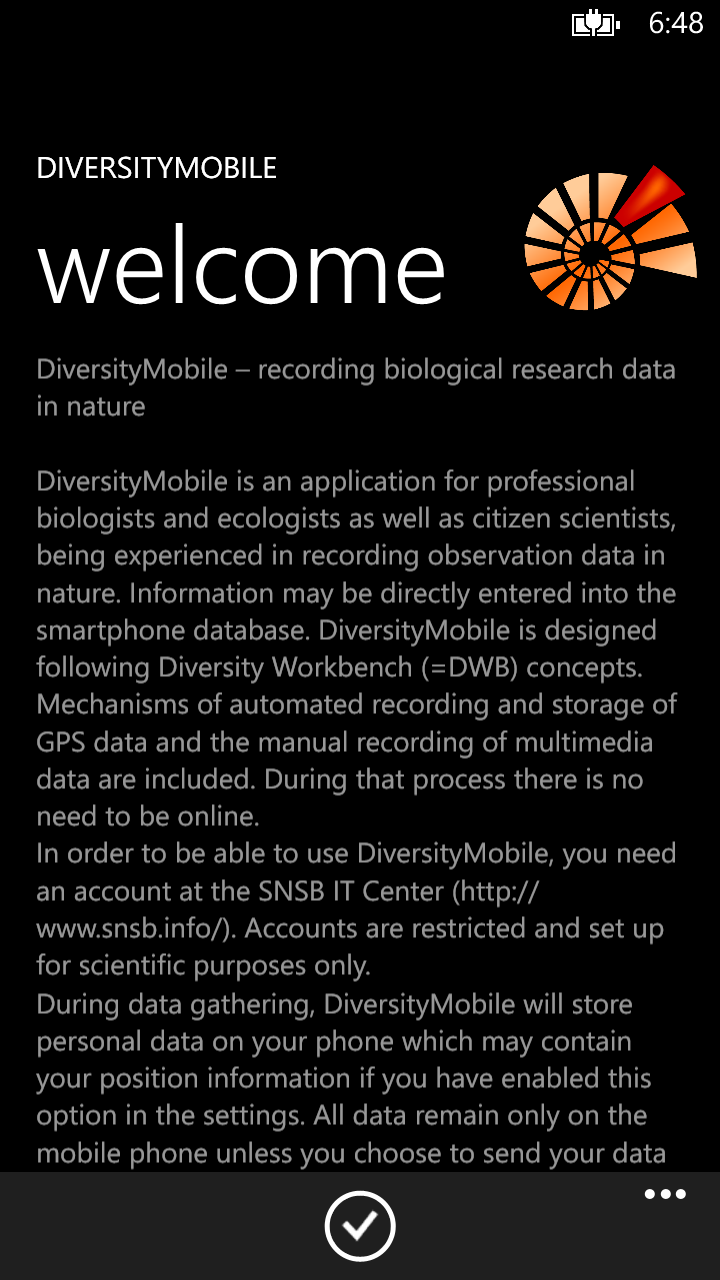 6:48
DIVERSITYMOBILE
welcome
DiversityMobile – recording biological research data
in nature
DiversityMobile is an application for professional
biologists and ecologists as well as citizen scientists,
being experienced in recording observation data in
nature. Information may be directly entered into the
smartphone database. DiversityMobile is designed
following Diversity Workbench (=DWB) concepts.
Mechanisms of automated recording and storage of
GPS data and the manual recording of multimedia
data are included. During that process there is no
need to be online.
In order to be able to use DiversityMobile, you need
an account at the SNSB IT Center (http://
www.snsb.info/). Accounts are restricted and set up
for scientific purposes only.
During data gathering, DiversityMobile will store
personal data on your phone which may contain
your position information if you have enabled this
option in the settings. All data remain only on the
mobile phone unless you choose to send your data